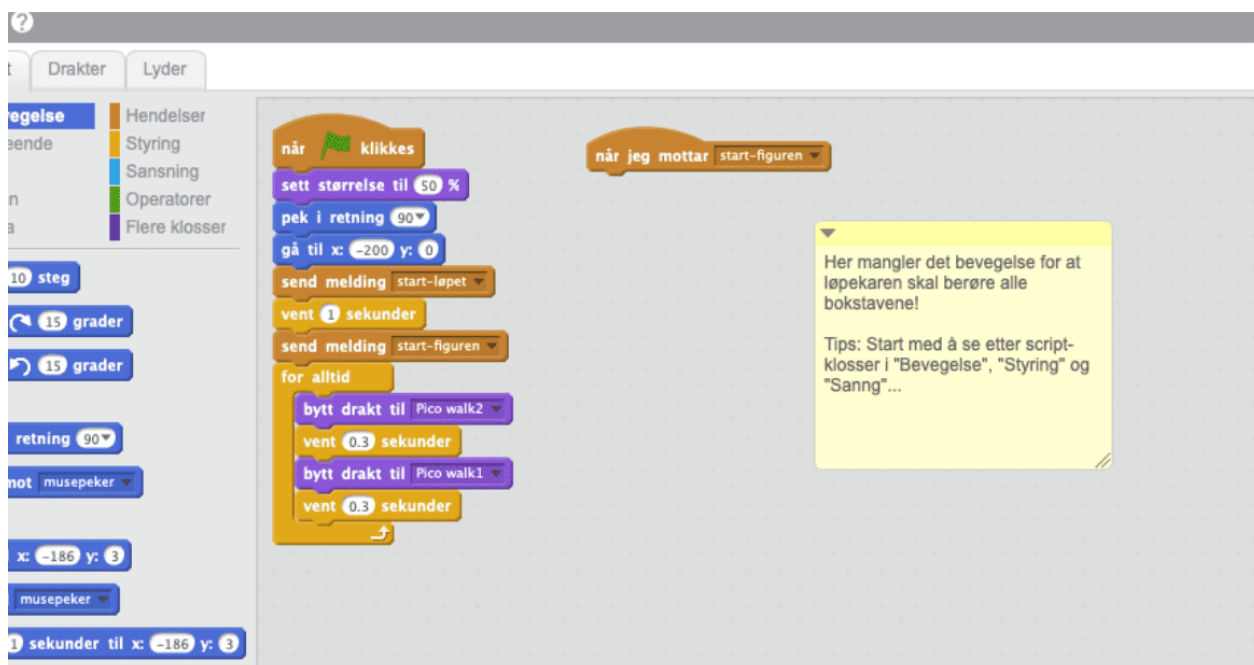 ?
t Drakter Lyder
egelse Hendelser
eende Styring
Sansning
n Operatorer
a Flere klosser
10 steg
15 grader
15 grader
retning 90
mot musepeker
x: -186 y: 3
musepeker
1 sekunder til x: -186 y: 3
når klikkes
sett størrelse til 50 %
pek i retning 90
gå til x: -200 y: 0
send melding start-løpet
vent 1 sekunder
send melding start-figuren
for alltid
bytt drakt til Pico walk2
vent 0.3 sekunder
bytt drakt til Pico walk1
vent 0.3 sekunder
når jeg mottar start-figuren
Her mangler det bevegelse for at
løpekaren skal berøre alle
bokstavene!
Tips: Start med å se etter script-
klosser i "Bevegelse", "Styring" og
"Sanng"...